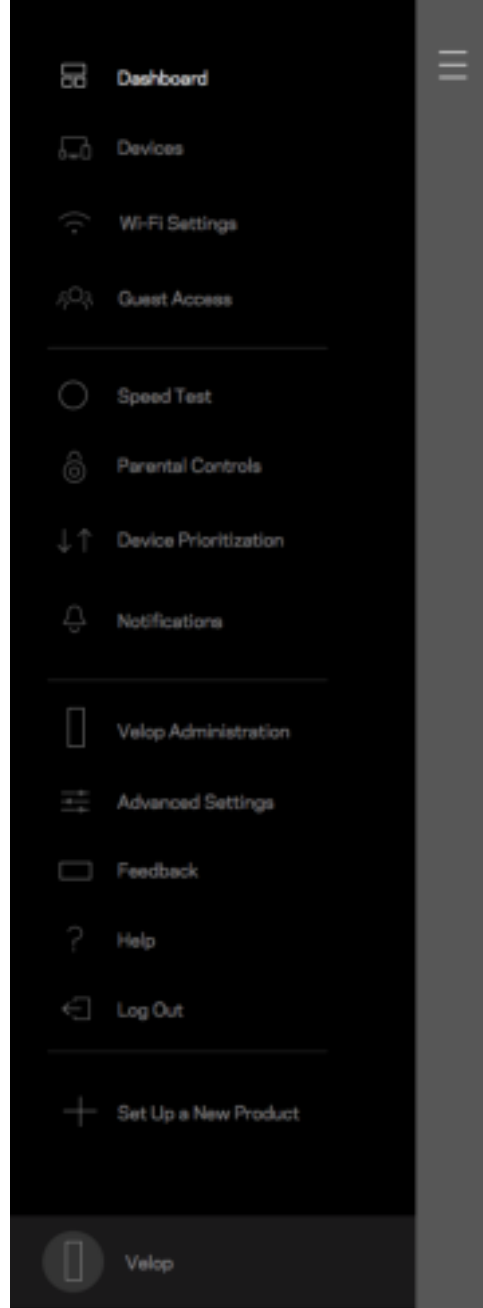 Dashboard
Devices
Wi-Fi Settings
Guest Access
Speed Test
Parental Controls
Device Prioritization
Notifications
Velop Administration
Advanced Settings
Feedback
Help
Log Out
Set Up a New Product
Velop